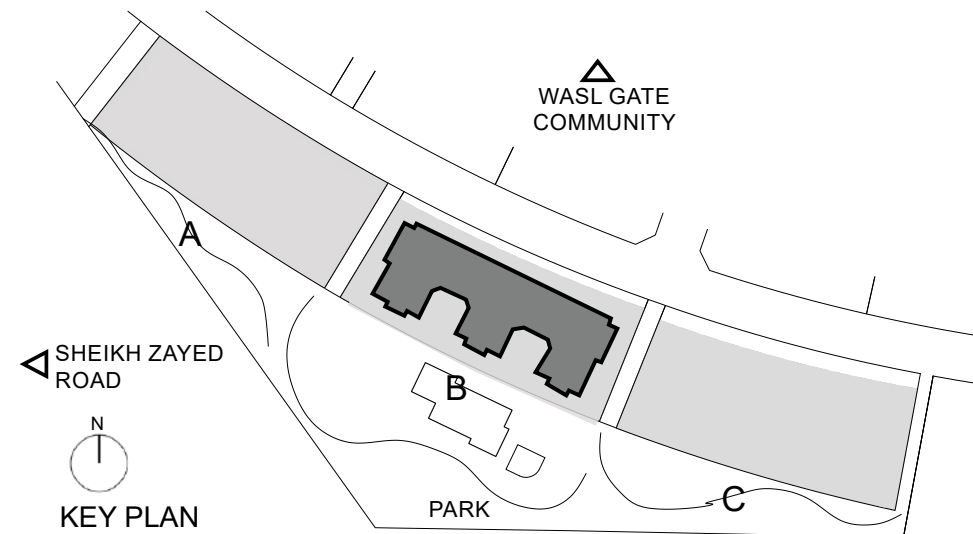 WASL GATE
COMMUNITY
A
SHEIKH ZAYED
ROAD
B
N
C
PARK
KEY PLAN